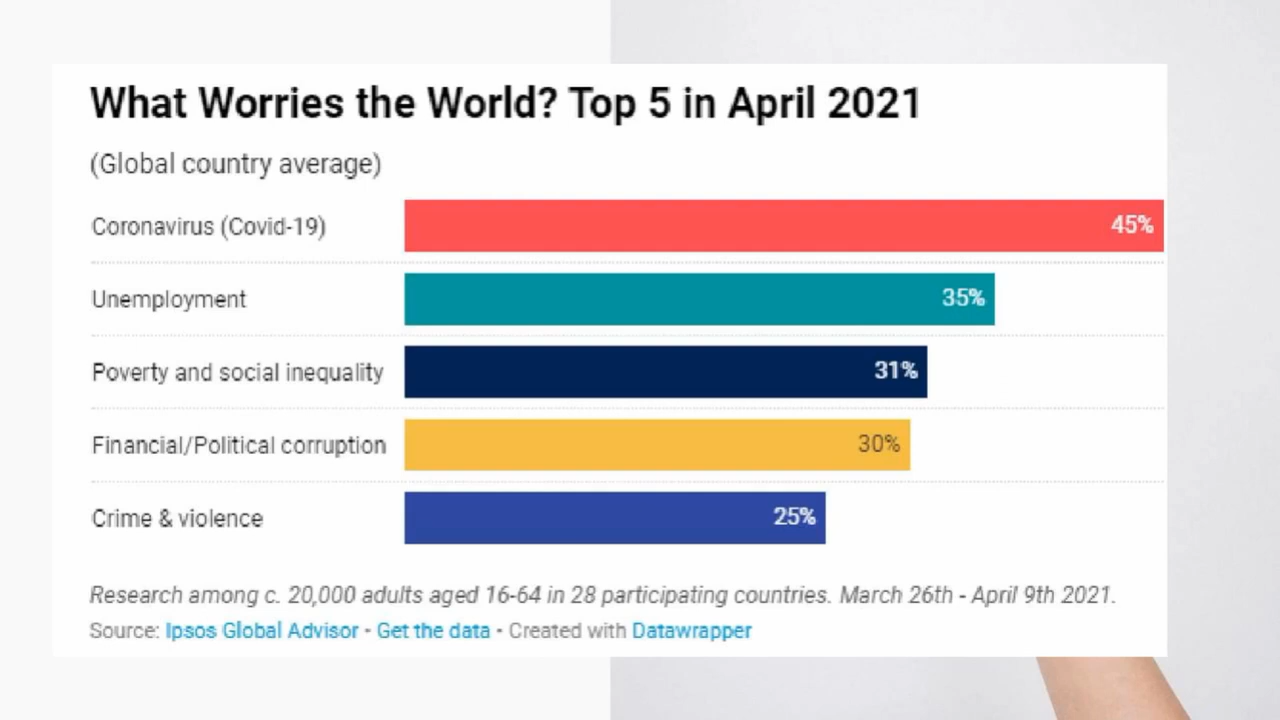 What Worries the World? Top 5 in April 2021
(Global country average)
Coronavirus (Covid-19) 45%
Unemployment 35%
Poverty and social inequality 31%
Financial/Political corruption 30%
Crime & violence 25%
Research among c. 20,000 adults aged 16-64 in 28 participating countries. March 26th - April 9th 2021.
Source: Ipsos Global Advisor • Get the data • Created with Datawrapper